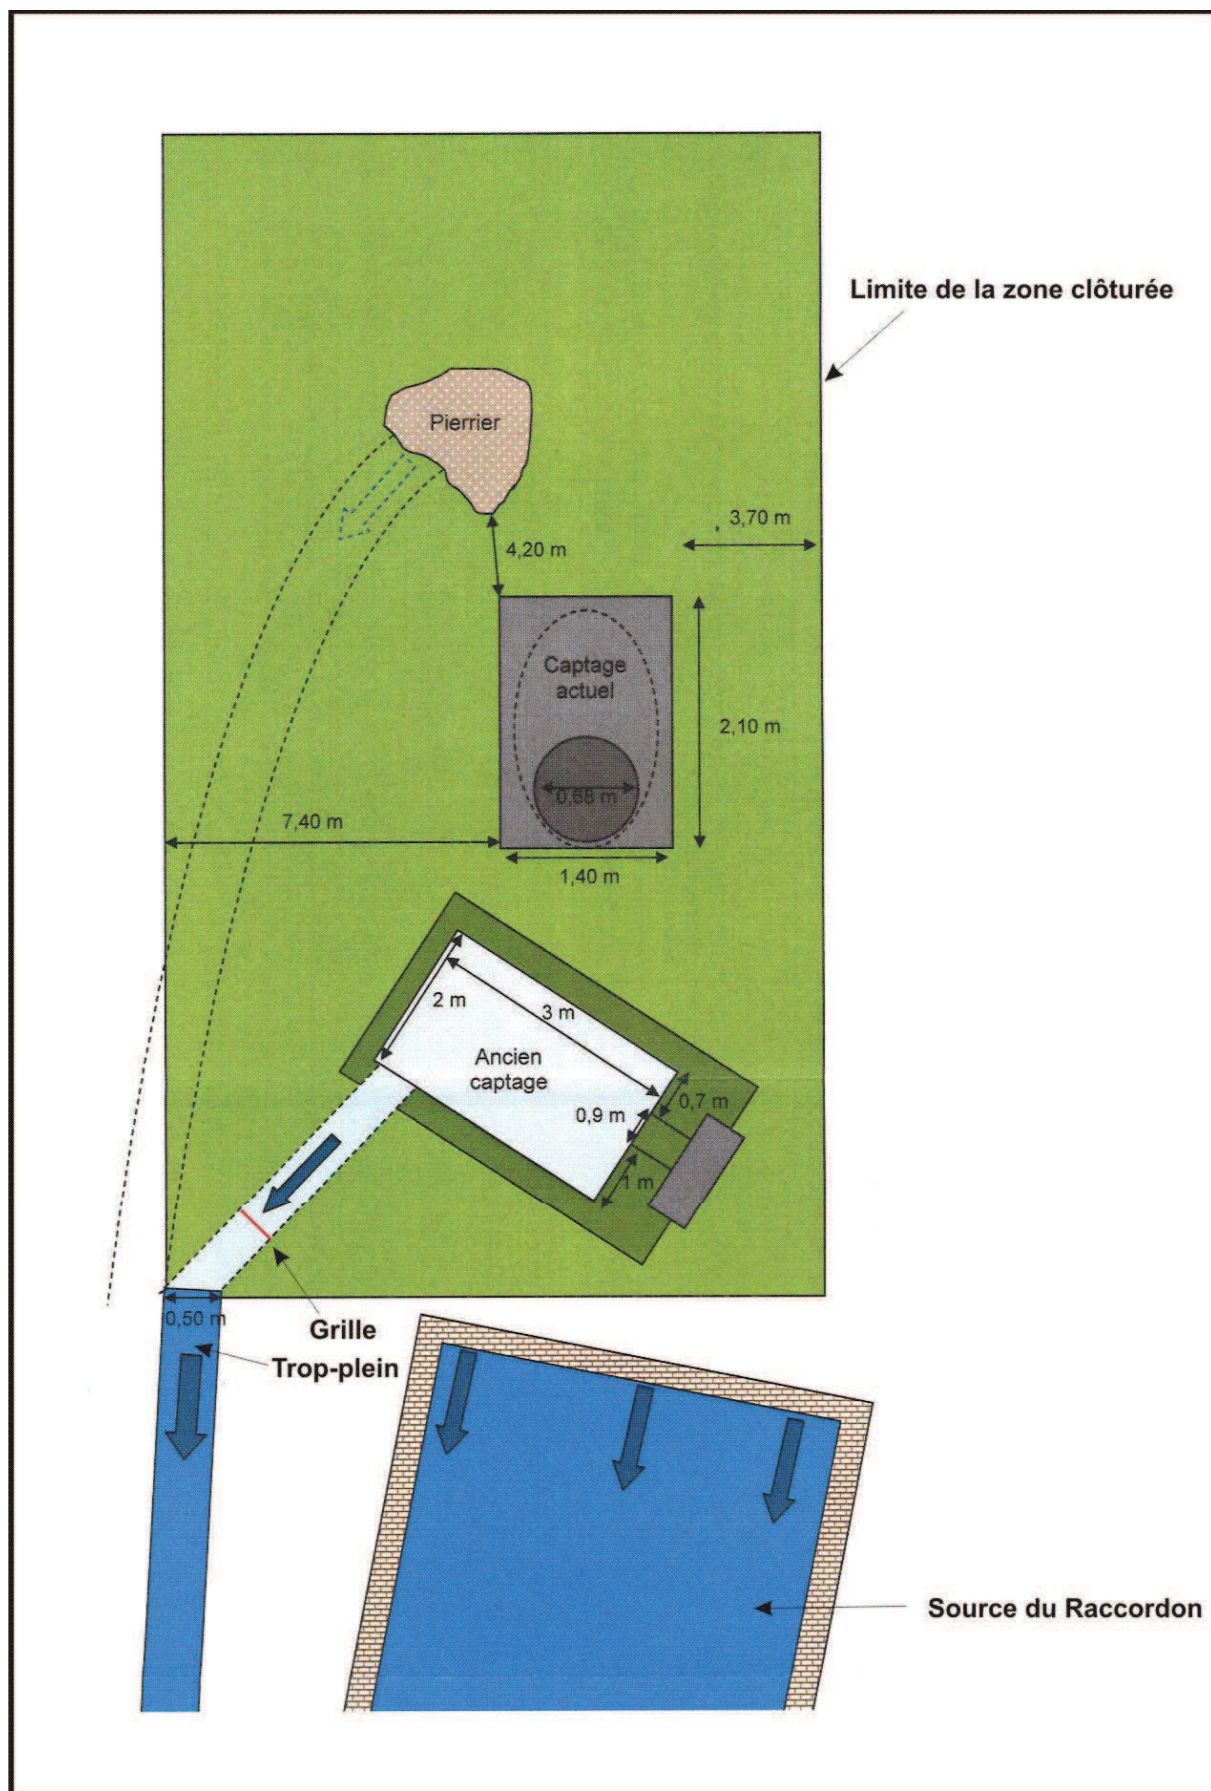 Limite de la zone clôturée
Pierrier
3,70 m
4,20 m
Captage
actuel
2,10 m
0,68 m
7,40 m
1,40 m
2 m
3 m
Ancien
captage
0,9 m
0,7 m
1 m
0,50 m
Grille
Trop-plein
Source du Raccordon